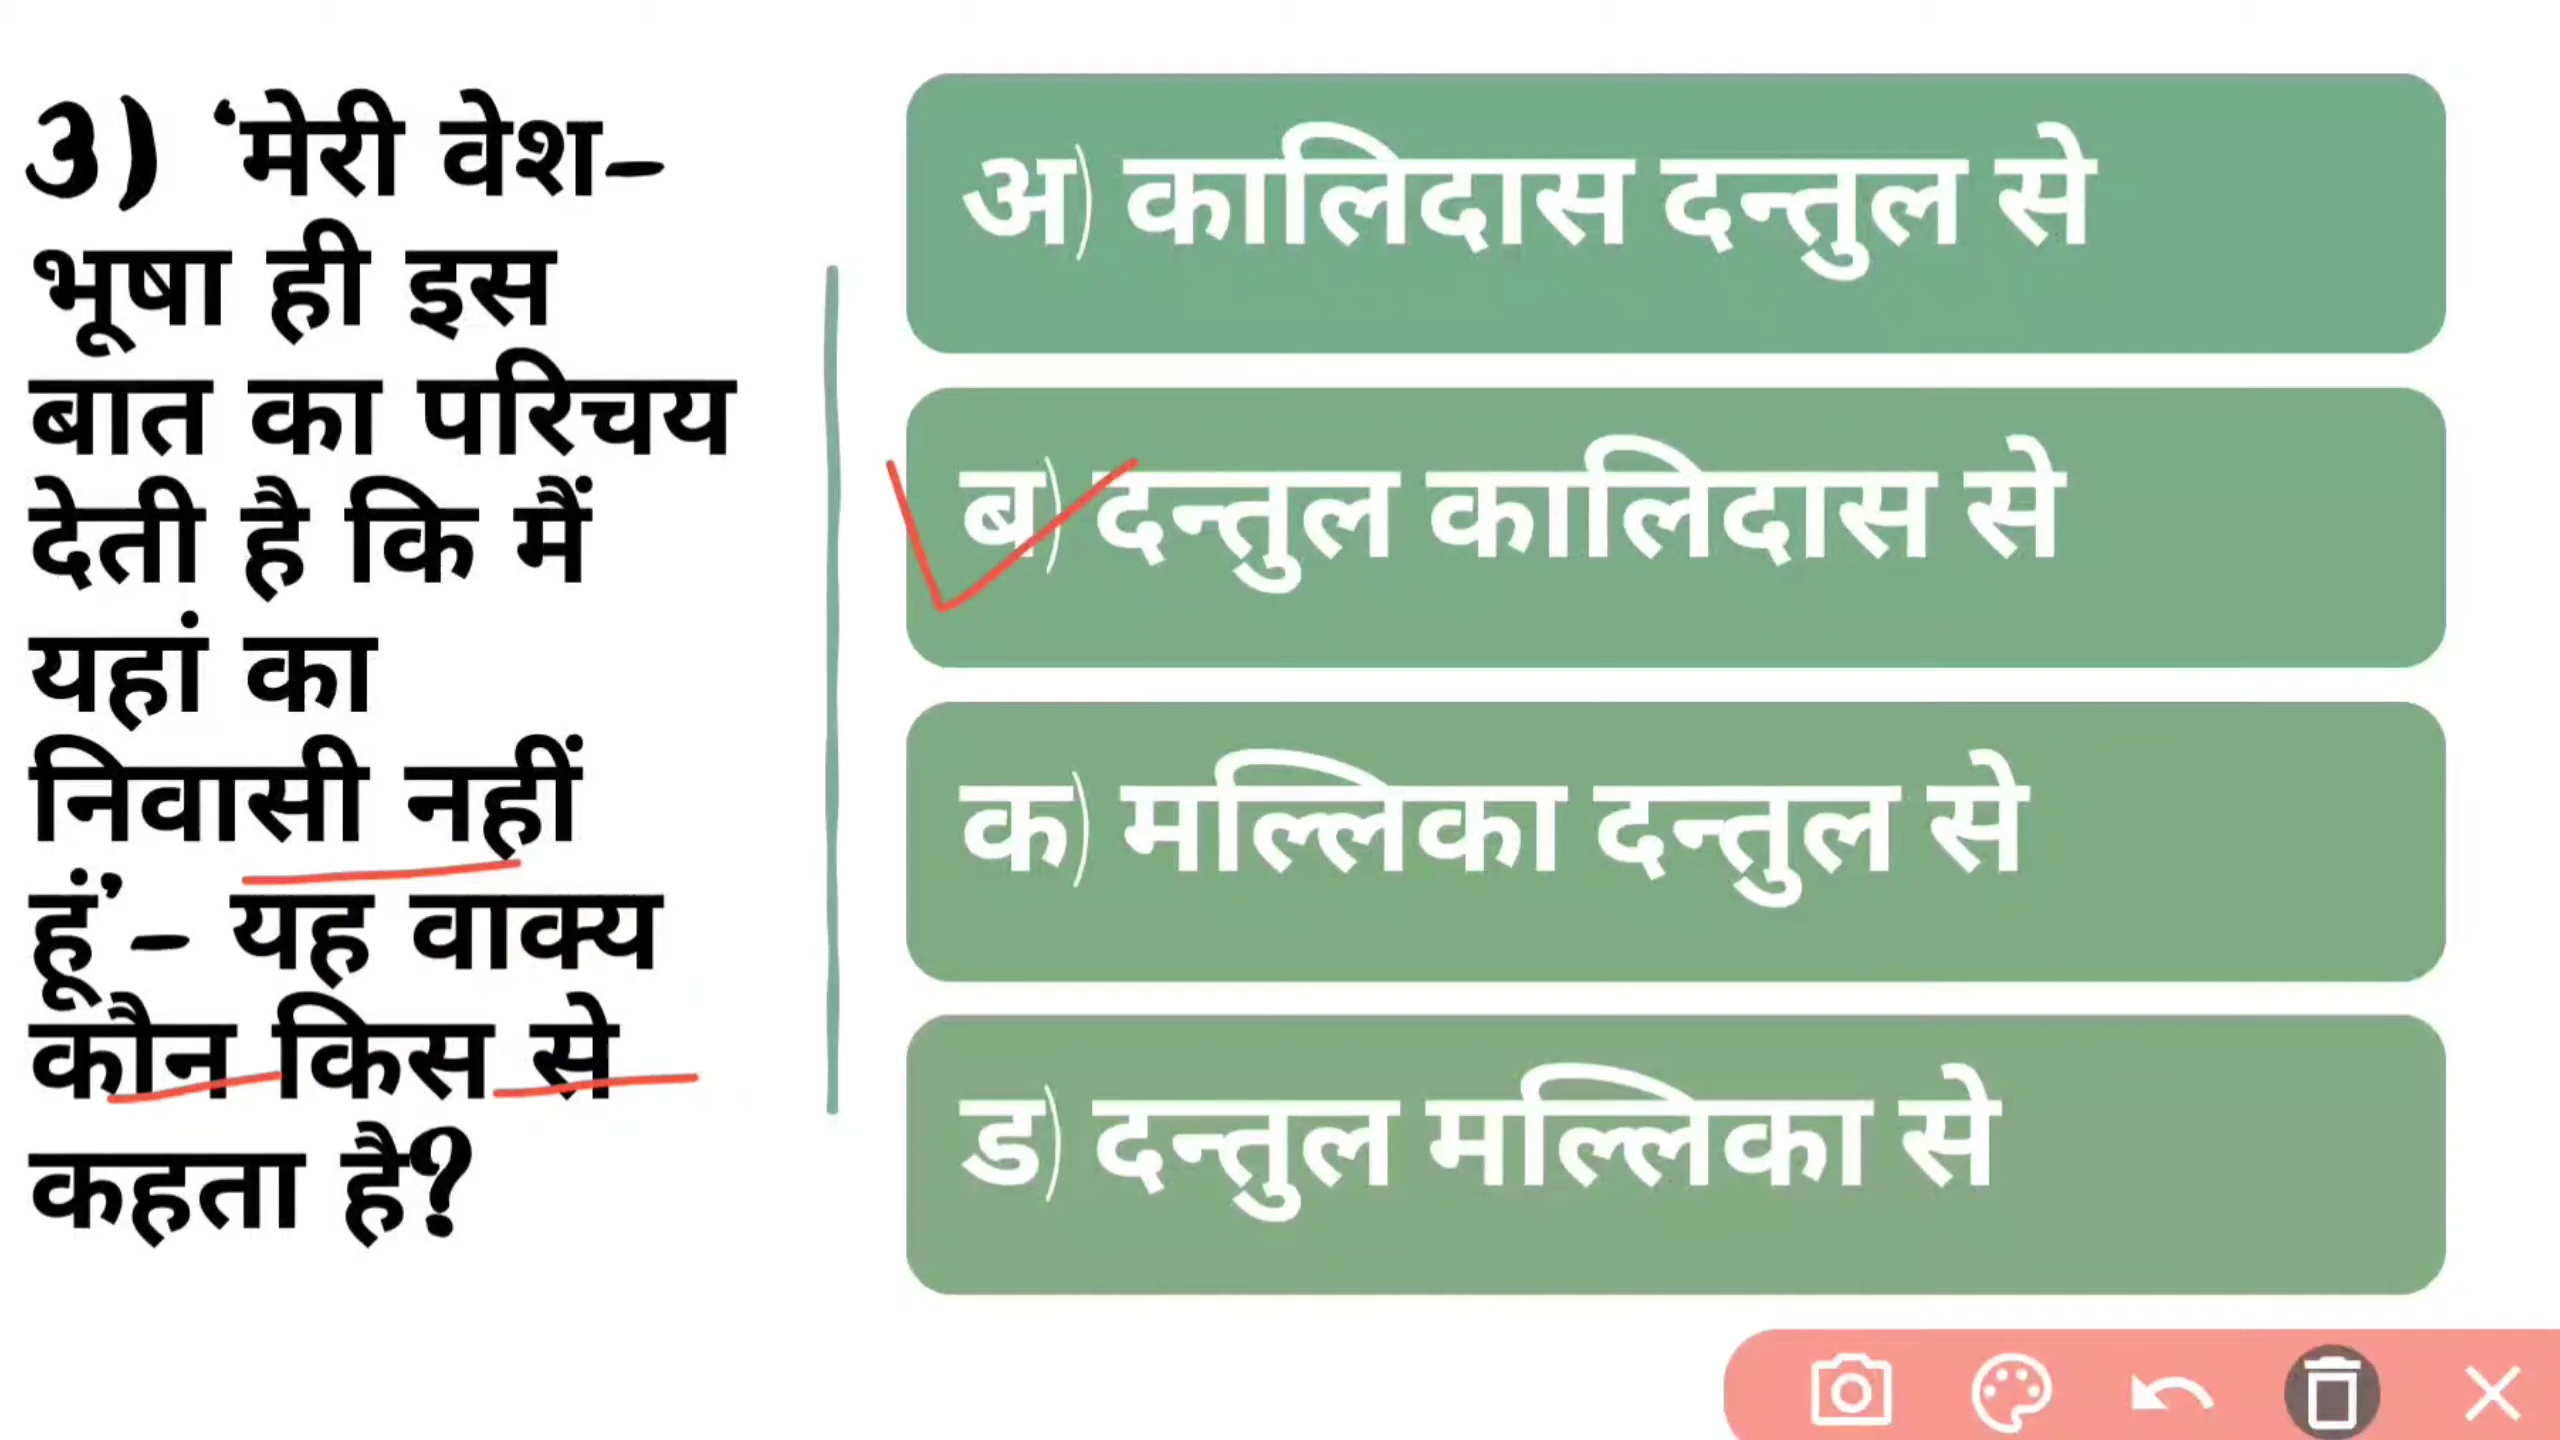 3) ‘मेरी वेश-
भूषा ही इस
बात का परिचय
देती है कि मैं
यहां का
निवासी नहीं
हूं’- यह वाक्य
कौन किस से
कहता है?
अ) कालिदास दन्तुल से
ब) दन्तुल कालिदास से
क) मल्लिका दन्तुल से
ड) दन्तुल मल्लिका से